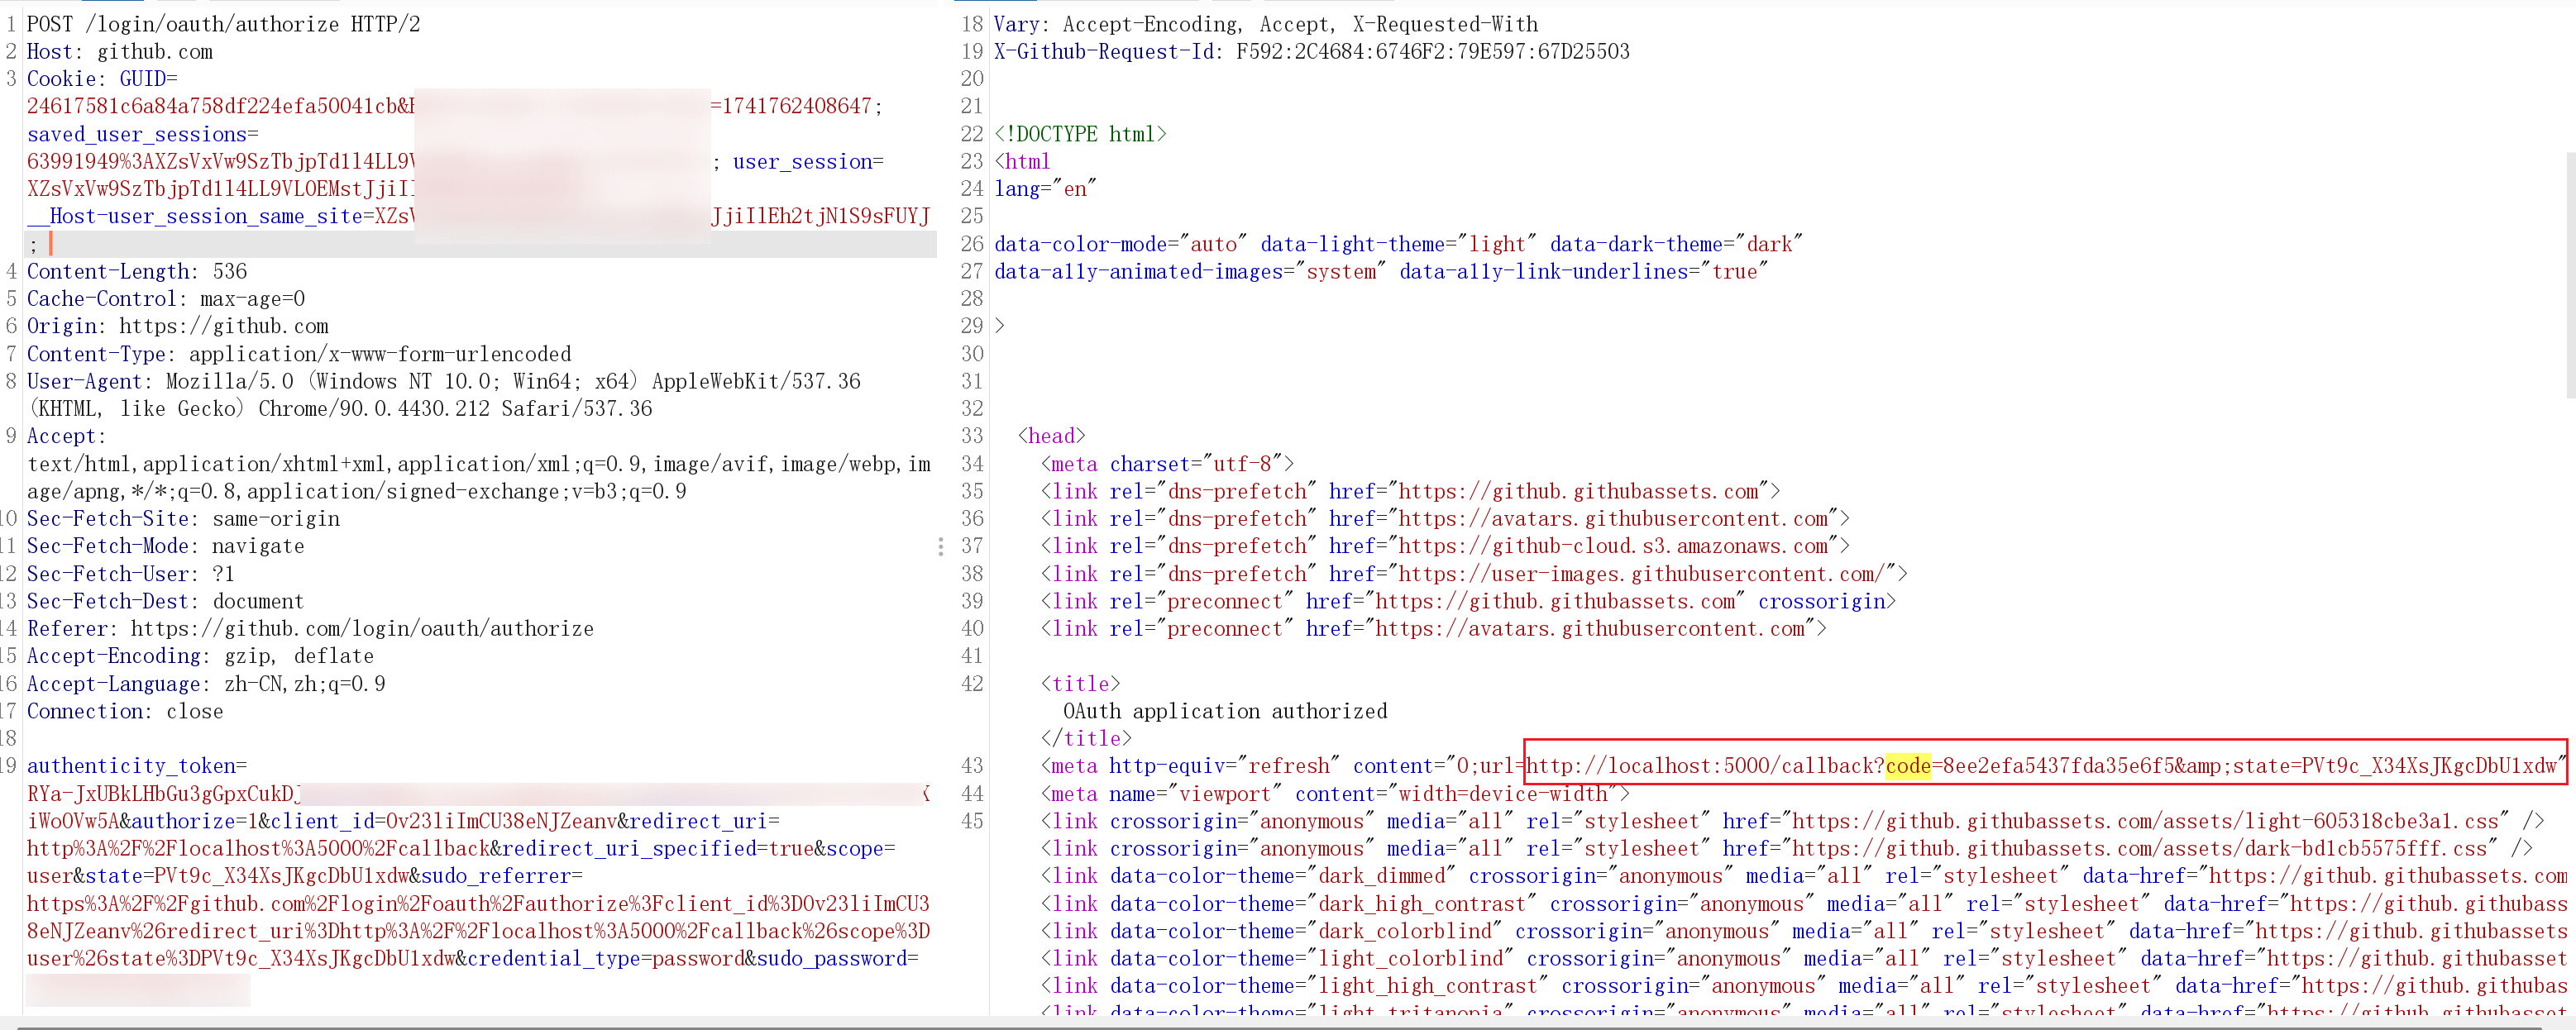 1 POST /login/oauth/authorize HTTP/2
2 Host: github.com
3 Cookie: GUID=
24617581c6a84a758df224efa50041cb& =1741762408647;
saved_user_sessions=
63991949%3AXZsVxVw9SzTbjpTd1l4LL9V ; user_session=
XZsVxVw9SzTbjpTd1l4LL9VLOEMstJjiI
__Host-user_session_same_site=XZsV JjiIlEh2tjN1S9sFUYJ
;
4 Content-Length: 536
5 Cache-Control: max-age=0
6 Origin: https://github.com
7 Content-Type: application/x-www-form-urlencoded
8 User-Agent: Mozilla/5.0 (Windows NT 10.0; Win64; x64) AppleWebKit/537.36
(KHTML, like Gecko) Chrome/90.0.4430.212 Safari/537.36
9 Accept:
text/html,application/xhtml+xml,application/xml;q=0.9,image/avif,image/webp,im
age/apng,*/*;q=0.8,application/signed-exchange;v=b3;q=0.9
10 Sec-Fetch-Site: same-origin
11 Sec-Fetch-Mode: navigate
12 Sec-Fetch-User: ?1
13 Sec-Fetch-Dest: document
14 Referer: https://github.com/login/oauth/authorize
15 Accept-Encoding: gzip, deflate
16 Accept-Language: zh-CN,zh;q=0.9
17 Connection: close
18
19 authenticity_token=
RYa-JxUBkLHbGu3gGpxCukDJ X
iWoOVw5A&authorize=1&client_id=Ov23liImCU38eNJZeanv&redirect_uri=
http%3A%2F%2Flocalhost%3A5000%2Fcallback&redirect_uri_specified=true&scope=
user&state=PVt9c_X34XsJKgcDbU1xdw&sudo_referrer=
https%3A%2F%2Fgithub.com%2Flogin%2Foauth%2Fauthorize%3Fclient_id%3DOv23liImCU3
8eNJZeanv%26redirect_uri%3Dhttp%3A%2F%2Flocalhost%3A5000%2Fcallback%26scope%3D
user%26state%3DPVt9c_X34XsJKgcDbU1xdw&credential_type=password&sudo_password=
18 Vary: Accept-Encoding, Accept, X-Requested-With
19 X-Github-Request-Id: F592:2C4684:6746F2:79E597:67D25503
20
21
22 <!DOCTYPE html>
23 <html
24 lang="en"
25
26 data-color-mode="auto" data-light-theme="light" data-dark-theme="dark"
27 data-a11y-animated-images="system" data-a11y-link-underlines="true"
28
29 >
30
31
32
33 <head>
34 <meta charset="utf-8">
35 <link rel="dns-prefetch" href="https://github.githubassets.com">
36 <link rel="dns-prefetch" href="https://avatars.githubusercontent.com">
37 <link rel="dns-prefetch" href="https://github-cloud.s3.amazonaws.com">
38 <link rel="dns-prefetch" href="https://user-images.githubusercontent.com/">
39 <link rel="preconnect" href="https://github.githubassets.com" crossorigin>
40 <link rel="preconnect" href="https://avatars.githubusercontent.com">
41
42 <title>
OAuth application authorized
</title>
43 <meta http-equiv="refresh" content="0;url=http://localhost:5000/callback?code=8ee2efa5437fda35e6f5&amp;state=PVt9c_X34XsJKgcDbU1xdw"
44 <meta name="viewport" content="width=device-width">
45 <link crossorigin="anonymous" media="all" rel="stylesheet" href="https://github.githubassets.com/assets/light-605318cbe3a1.css" />
<link crossorigin="anonymous" media="all" rel="stylesheet" href="https://github.githubassets.com/assets/dark-bd1cb5575fff.css" />
<link data-color-theme="dark_dimmed" crossorigin="anonymous" media="all" rel="stylesheet" data-href="https://github.githubassets.com
<link data-color-theme="dark_high_contrast" crossorigin="anonymous" media="all" rel="stylesheet" data-href="https://github.githubass
<link data-color-theme="dark_colorblind" crossorigin="anonymous" media="all" rel="stylesheet" data-href="https://github.githubassets
<link data-color-theme="light_colorblind" crossorigin="anonymous" media="all" rel="stylesheet" data-href="https://github.githubasset
<link data-color-theme="light_high_contrast" crossorigin="anonymous" media="all" rel="stylesheet" data-href="https://github.githubas
<link data-color-theme="light_tritanopia" crossorigin="anonymous" media="all" rel="stylesheet" data-href="https://github.githubasset